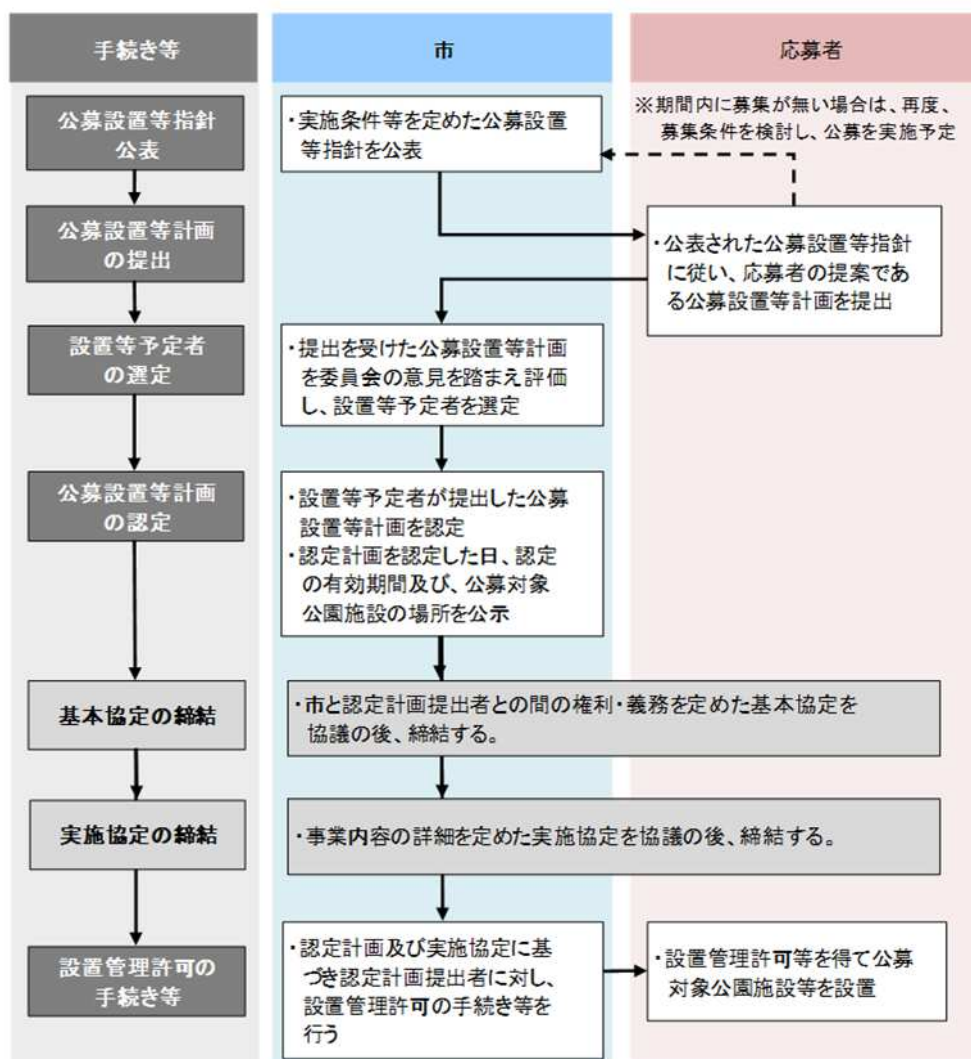 手続き等
市
応募者
公募設置等指針
公表
・実施条件等を定めた公募設置
等指針を公表
※期間内に募集が無い場合は、再度、
募集条件を検討し、公募を実施予定
公募設置等計画
の提出
・公表された公募設置等指針
に従い、応募者の提案であ
る公募設置等計画を提出
設置等予定者
の選定
・提出を受けた公募設置等計画
を委員会の意見を踏まえ評価
し、設置等予定者を選定
公募設置等計画
の認定
・設置等予定者が提出した公募
設置等計画を認定
・認定計画を認定した日、認定
の有効期間及び、公募対象
公園施設の場所を公示
基本協定の締結
・市と認定計画提出者との間の権利・義務を定めた基本協定を
協議の後、締結する。
実施協定の締結
・事業内容の詳細を定めた実施協定を協議の後、締結する。
設置管理許可の
手続き等
・認定計画及び実施協定に基
づき認定計画提出者に対し、
設置管理許可の手続き等を
行う
・設置管理許可等を得て公募
対象公園施設等を設置